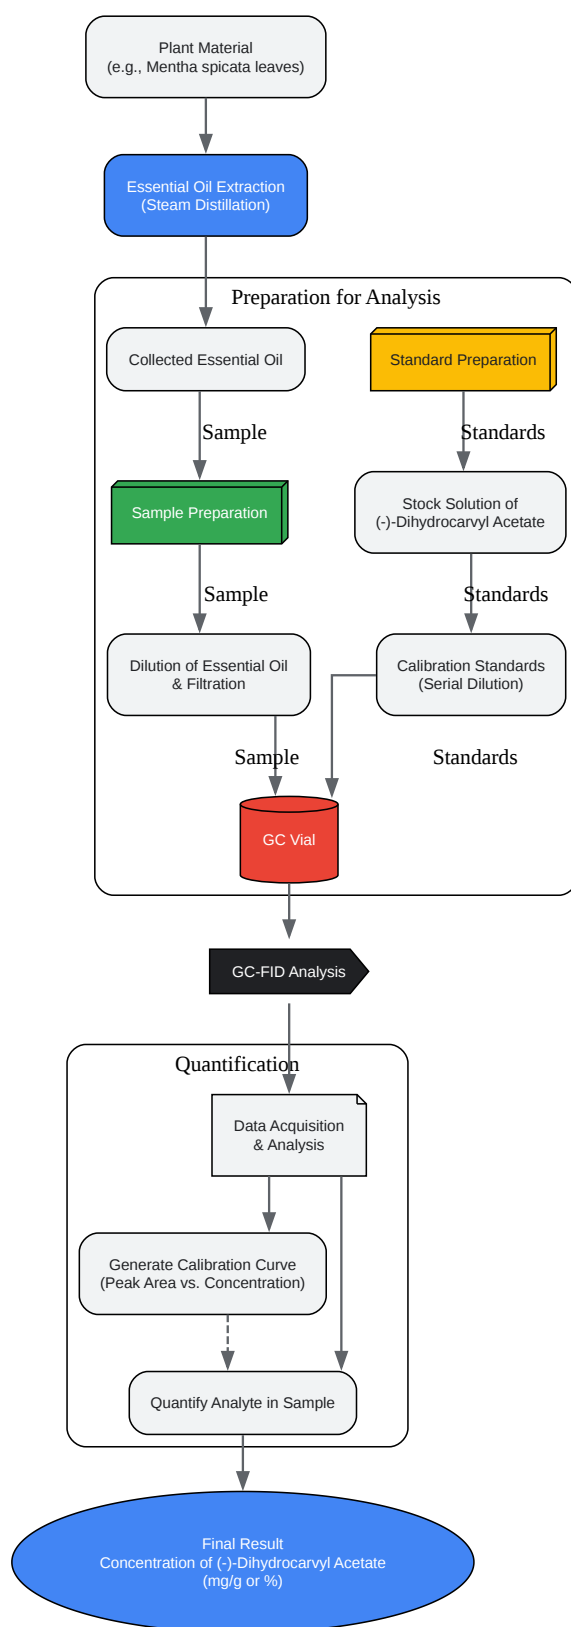 Plant Material
(e.g., Mentha spicata leaves)
Essential Oil Extraction
(Steam Distillation)
Preparation for Analysis
Collected Essential Oil
Standard Preparation
Sample
Standards
Sample Preparation
Stock Solution of
(-)-Dihydrocarvyl Acetate
Sample
Standards
Dilution of Essential Oil
& Filtration
Calibration Standards
(Serial Dilution)
Sample
Standards
GC Vial
GC-FID Analysis
Quantification
Data Acquisition
& Analysis
Generate Calibration Curve
(Peak Area vs. Concentration)
Quantify Analyte in Sample
Final Result
Concentration of (-)-Dihydrocarvyl Acetate
(mg/g or %)